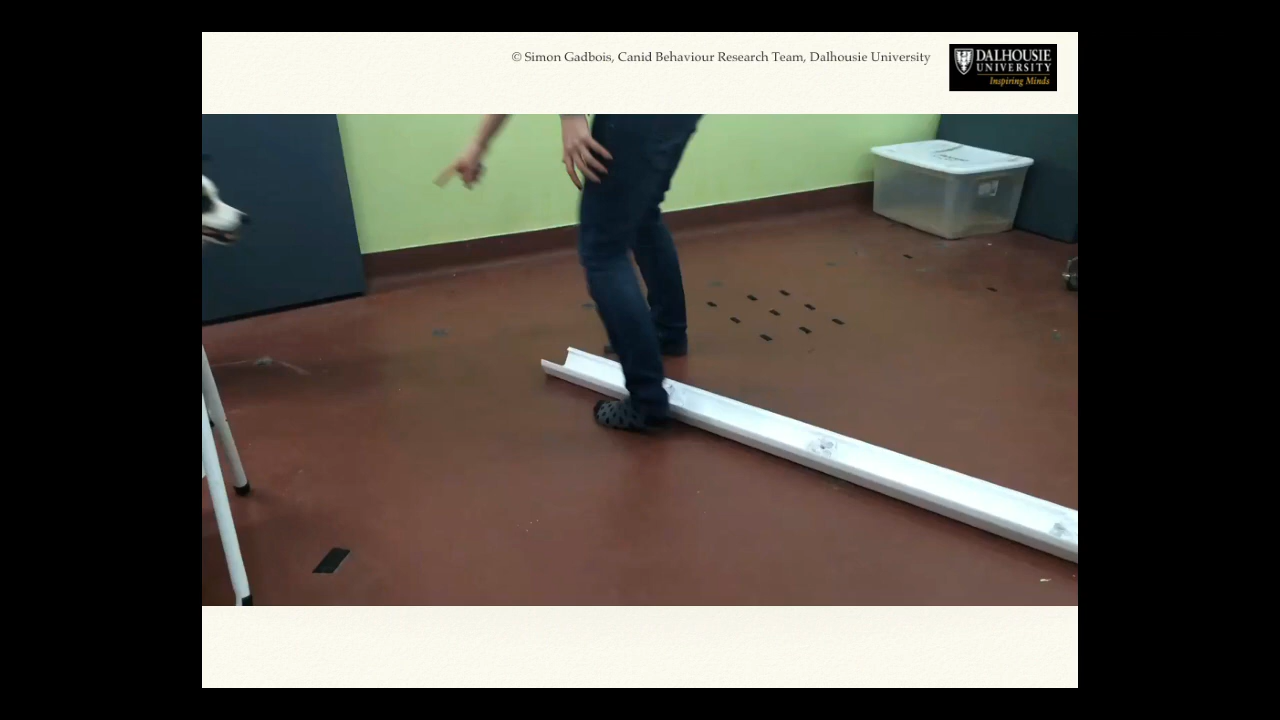 © Simon Gadbois, Canid Behaviour Research Team, Dalhousie University
DALHOUSIE
UNIVERSITY
Inspiring Minds